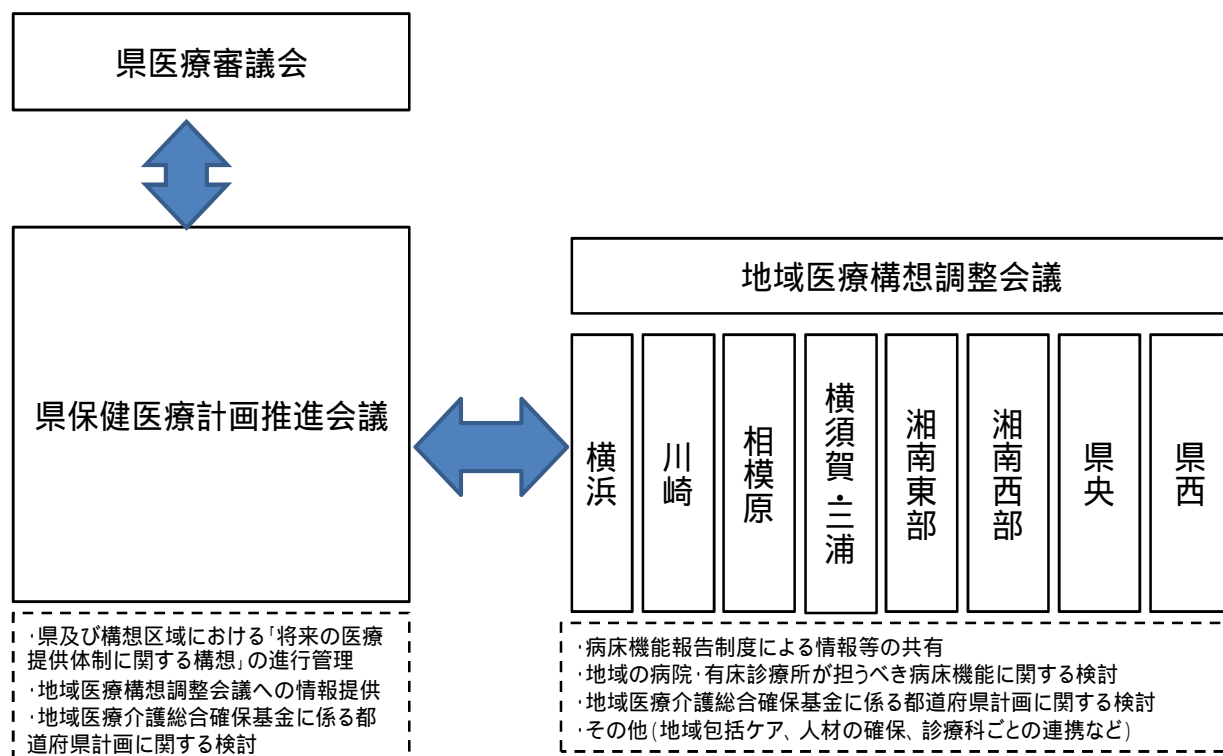 県医療審議会
県保健医療計画推進会議
・県及び構想区域における「将来の医療
提供体制に関する構想」の進行管理
・地域医療構想調整会議への情報提供
・地域医療介護総合確保基金に係る都
道府県計画に関する検討
地域医療構想調整会議
横浜
川崎
相模原
横須賀・三浦
湘南東部
湘南西部
県央
県西
・病床機能報告制度による情報等の共有
・地域の病院・有床診療所が担うべき病床機能に関する検討
・地域医療介護総合確保基金に係る都道府県計画に関する検討
・その他(地域包括ケア、人材の確保、診療科ごとの連携など)